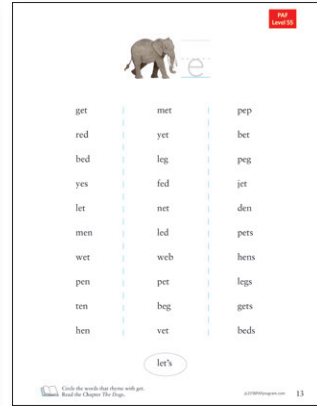 PAF
Level 55
e
get met pep
red yet bet
bed leg peg
yes fed jet
let net den
men led pets
wet web hens
pen pet legs
ten beg gets
hen vet beds
let's
Circle the words that rhyme with get.
Read the Chapter The Dogs.
13